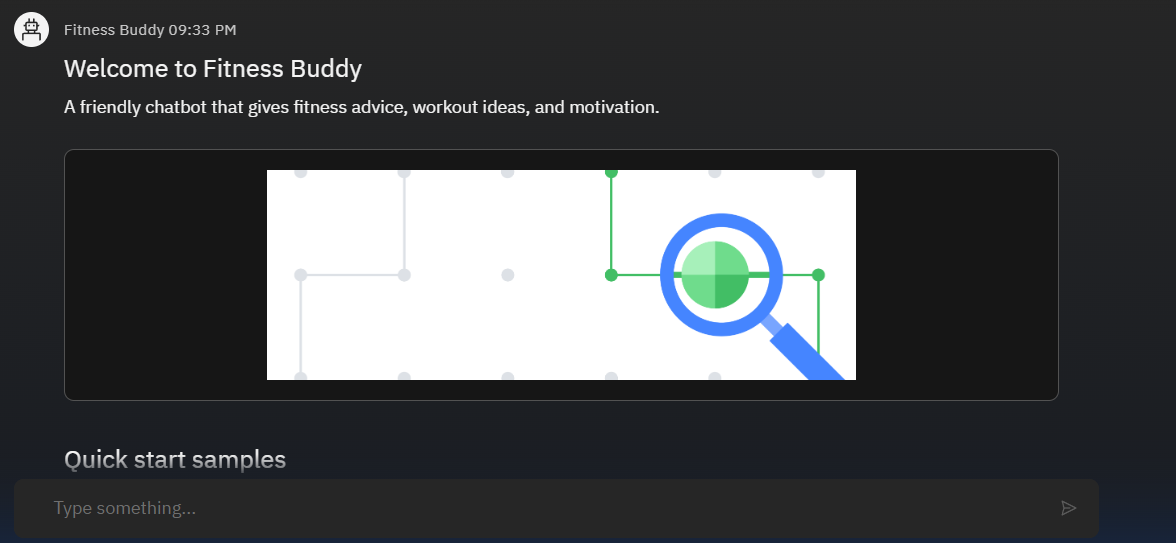 Fitness Buddy 09:33 PM
Welcome to Fitness Buddy
A friendly chatbot that gives fitness advice, workout ideas, and motivation.
Quick start samples
Type something...